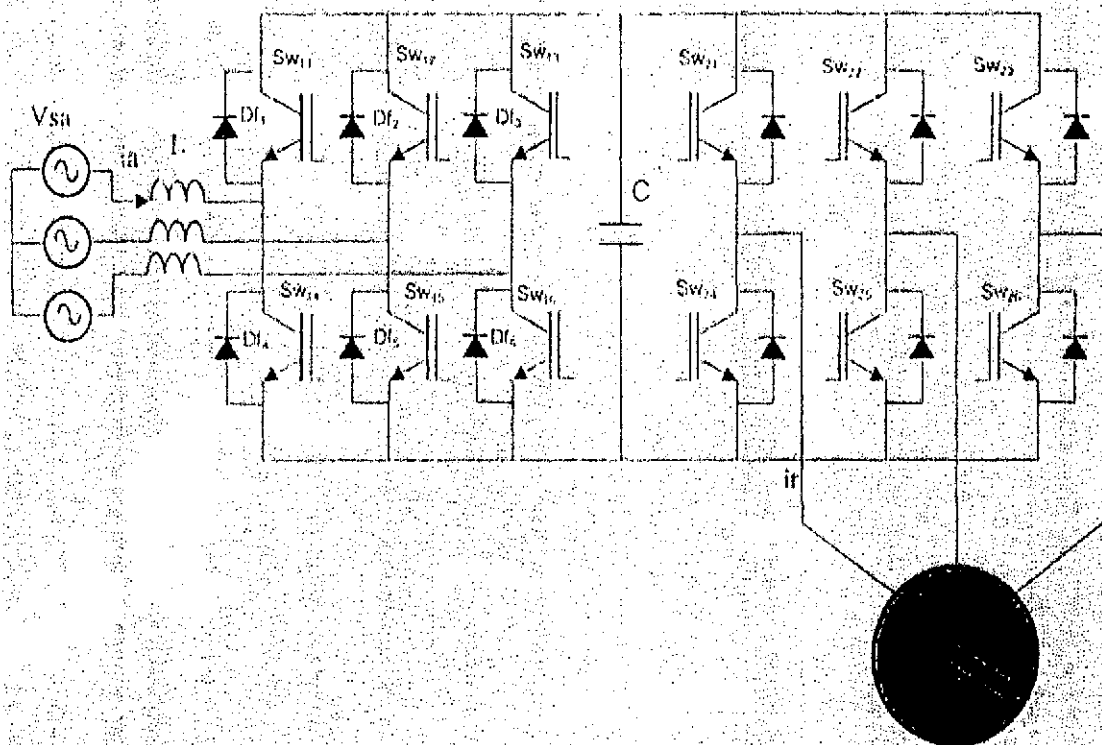 Sw₁₁
Sw₁₂
Sw₁₃
Sw₂₁
Sw₂₂
Sw₂₃
Vsa
ia
L
Df₁
Df₂
Df₃
C
Sw₁₄
Sw₁₅
Sw₁₆
Sw₂₄
Sw₂₅
Sw₂₆
Df₄
Df₅
Df₆
ir